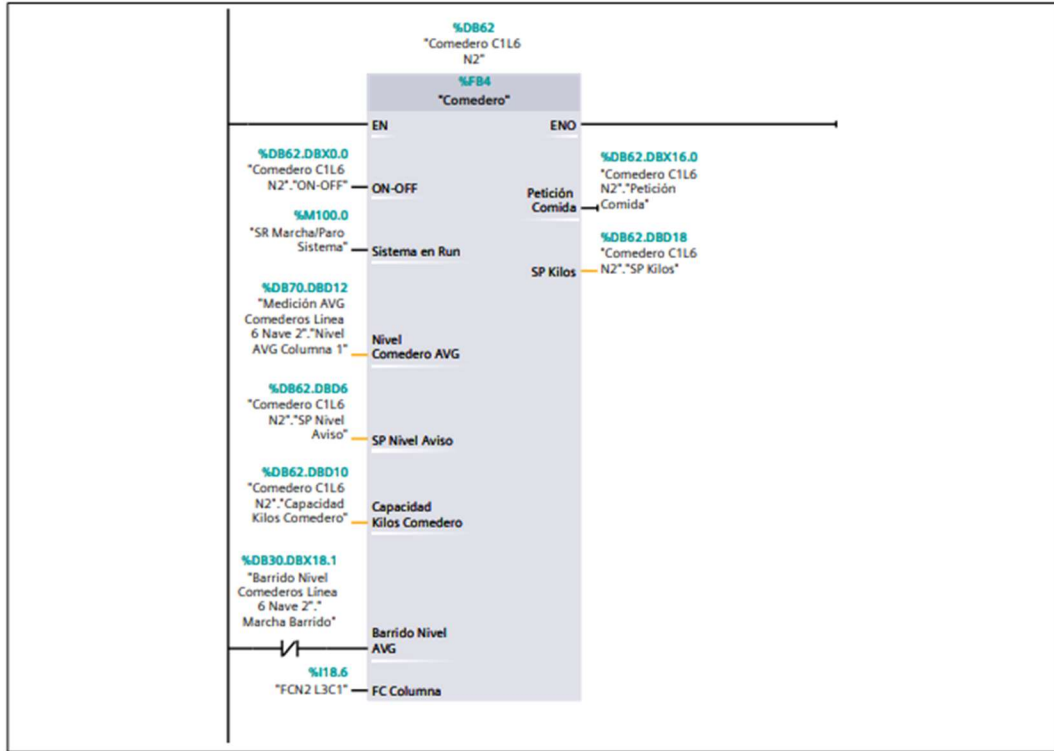 %DB62
"Comedero C1L6
N2"
%FB4
"Comedero"
EN
ENO
%DB62.DBX0.0
"Comedero C1L6
N2"."ON-OFF"
ON-OFF
%DB62.DBX16.0
"Comedero C1L6
N2"."Petición
Comida"
Petición
Comida
%M100.0
"SR Marcha/Paro
Sistema"
Sistema en Run
%DB62.DBD18
"Comedero C1L6
N2"."SP Kilos"
SP Kilos
%DB70.DBD12
"Medición AVG
Comederos Linea
6 Nave 2"."Nivel
AVG Columna 1"
Nivel
Comedero AVG
%DB62.DBD6
"Comedero C1L6
N2"."SP Nivel
Aviso"
SP Nivel Aviso
%DB62.DBD10
"Comedero C1L6
N2"."Capacidad
Kilos Comedero"
Capacidad
Kilos Comedero
%DB30.DBX18.1
"Barrido Nivel
Comederos Línea
6 Nave 2"."
Marcha Barrido"
Barrido Nivel
AVG
%I18.6
"FCN2 L3C1"
FC Columna